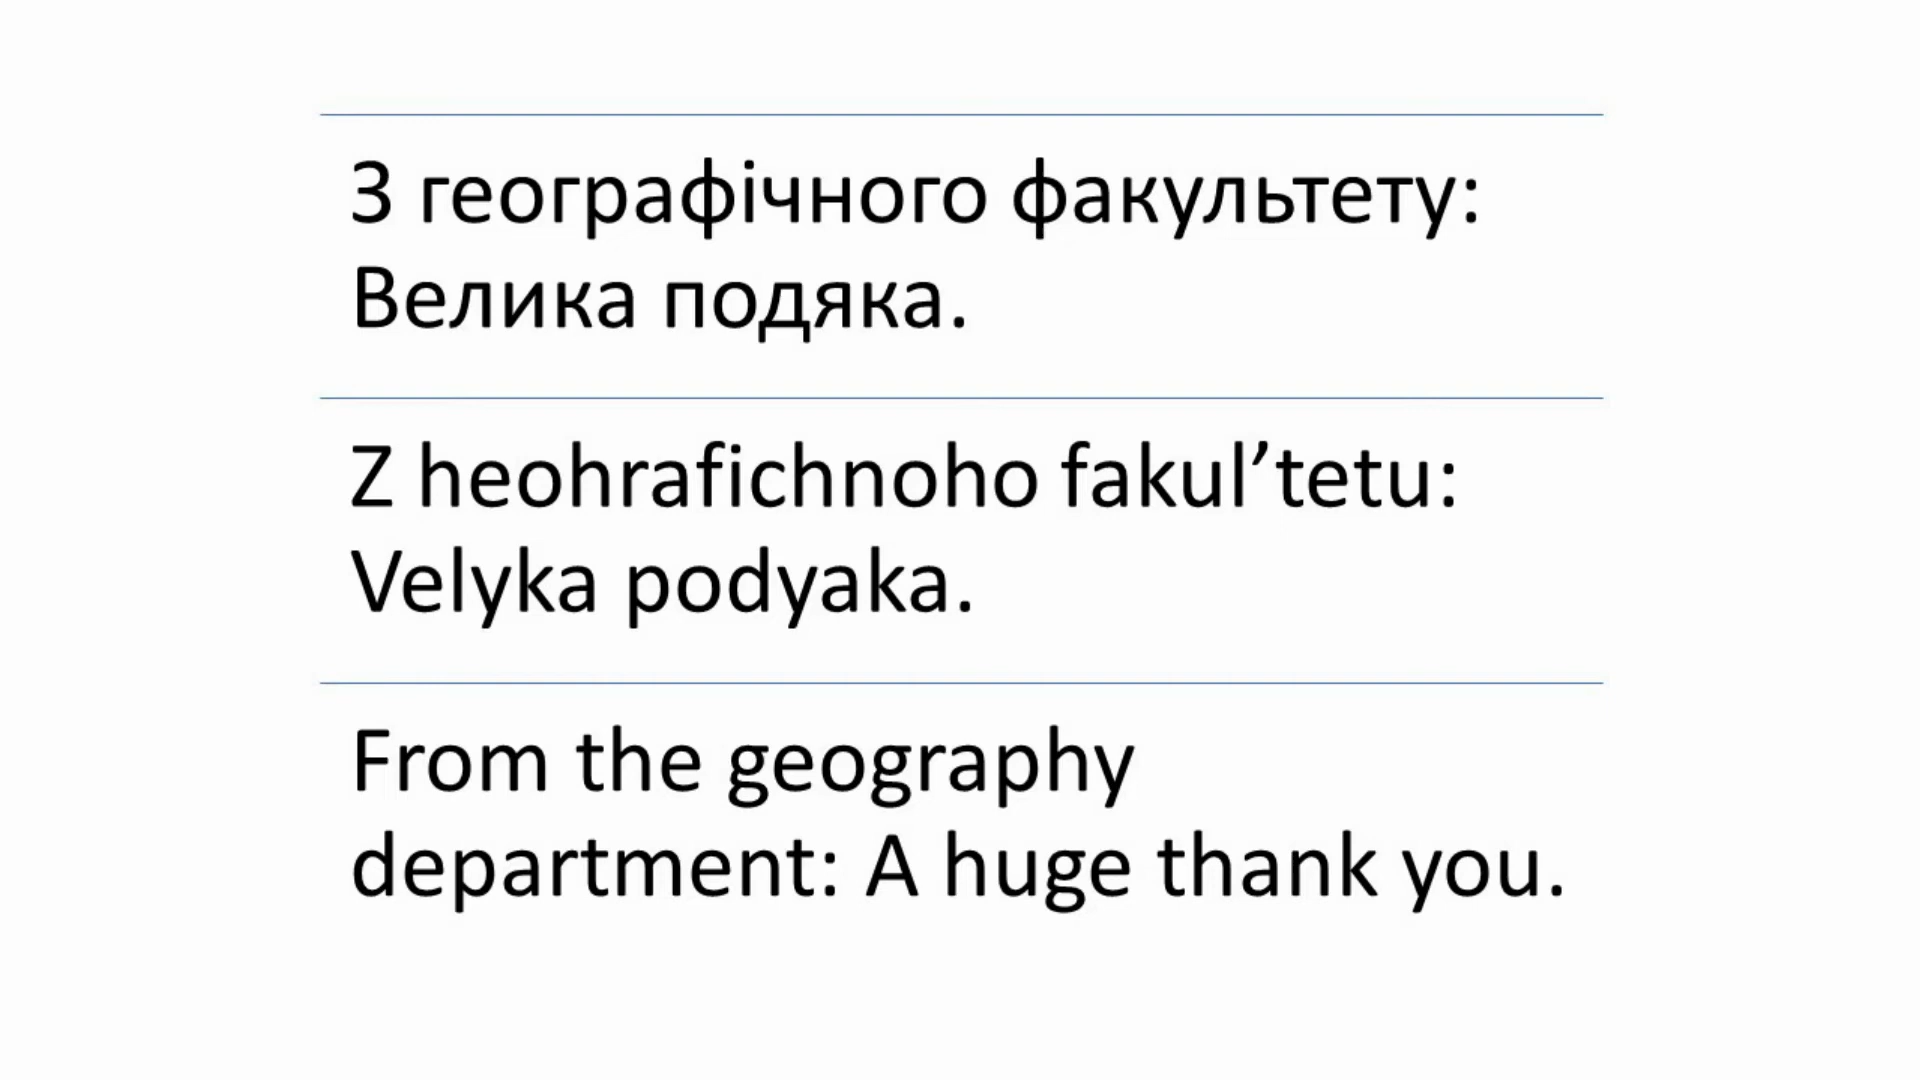 З географічного факультету:
Велика подяка.
Z heohrafichnoho fakul’tetu:
Velyka podyaka.
From the geography
department: A huge thank you.